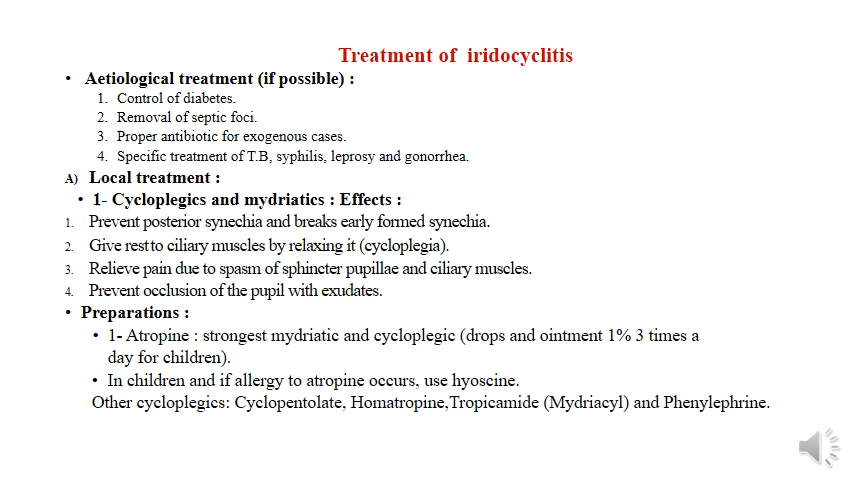 Treatment of iridocyclitis
• Aetiological treatment (if possible) :
1. Control of diabetes.
2. Removal of septic foci.
3. Proper antibiotic for exogenous cases.
4. Specific treatment of T.B, syphilis, leprosy and gonorrhea.
A) Local treatment :
• 1- Cycloplegics and mydriatics : Effects :
1. Prevent posterior synechia and breaks early formed synechia.
2. Give rest to ciliary muscles by relaxing it (cycloplegia).
3. Relieve pain due to spasm of sphincter pupillae and ciliary muscles.
4. Prevent occlusion of the pupil with exudates.
• Preparations :
• 1- Atropine : strongest mydriatic and cycloplegic (drops and ointment 1% 3 times a
day for children).
• In children and if allergy to atropine occurs, use hyoscine.
Other cycloplegics: Cyclopentolate, Homatropine,Tropicamide (Mydriacyl) and Phenylephrine.